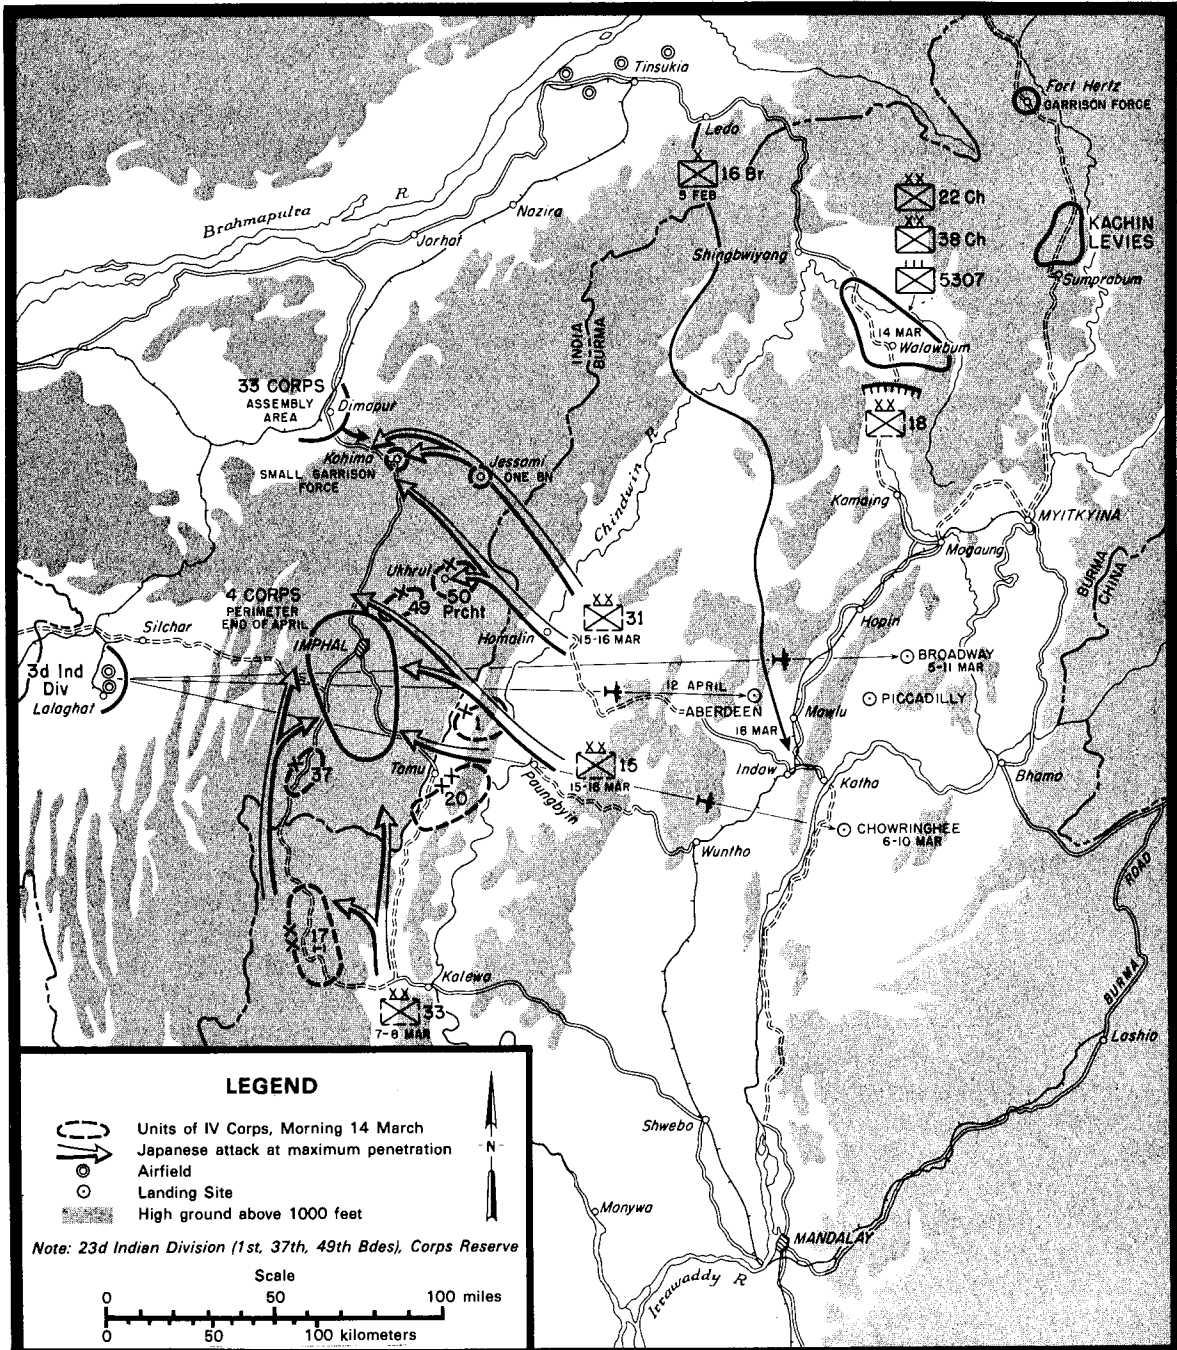 Tinsukia
Fort Hertz
GARRISON FORCE
Ledo
16 Br
5 FEB
22 Ch
38 Ch
5307
KACHIN
LEVIES
Sumprabum
Brahmaputra R
Nazira
Jorhat
Shingbwiyang
14 MAR
Walawbum
INDIA
BURMA
33 CORPS
ASSEMBLY
AREA
Dimapur
18
Kohima
SMALL GARRISON
FORCE
Jessami
ONE BN
Chindwin R
Kamaing
MYITKYINA
Mogaung
BURMA
CHINA
Ukhrul
50
Prcht
49
4 CORPS
PERIMETER
END OF APRIL
31
15-16 MAR
Hopin
Silchar
IMPHAL
Homalin
BROADWAY
5-11 MAR
3d Ind
Div
Lalaghat
12 APRIL
ABERDEEN
PICCADILLY
1
18 MAR
Mawlu
37
Tamu
20
Paungbyin
15
15-16 MAR
Indaw
Katha
Bhamo
CHOWRINGHEE
6-10 MAR
Wuntho
17
Kalewa
33
7-8 MAR
BURMA ROAD
Lashio
Shwebo
Monywa
MANDALAY
Irrawaddy R
LEGEND
Units of IV Corps, Morning 14 March
Japanese attack at maximum penetration
Airfield
Landing Site
High ground above 1000 feet
N
Note: 23d Indian Division (1st, 37th, 49th Bdes), Corps Reserve
Scale
0 50 100 miles
0 50 100 kilometers